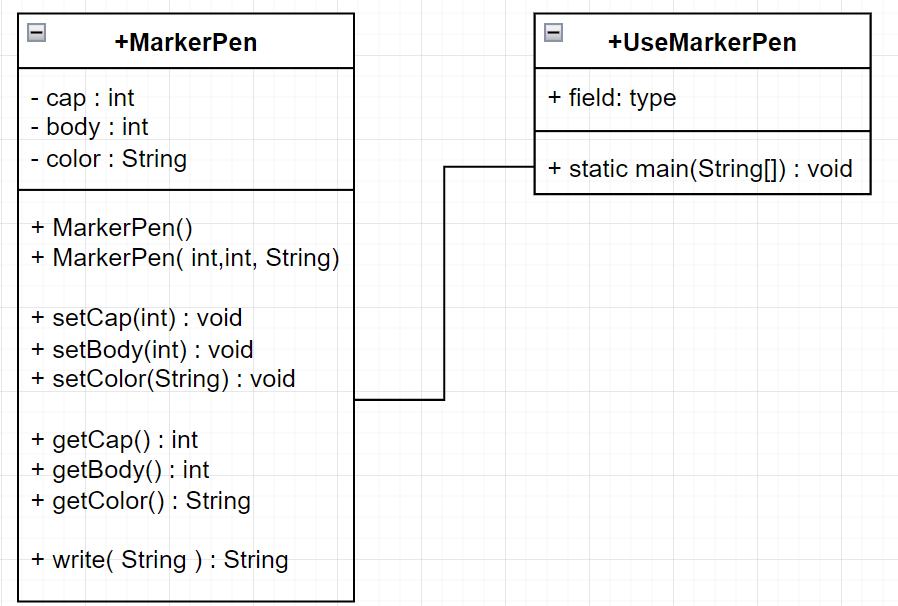 +MarkerPen
- cap : int
- body : int
- color : String
+ MarkerPen()
+ MarkerPen( int,int, String)
+ setCap(int) : void
+ setBody(int) : void
+ setColor(String) : void
+ getCap() : int
+ getBody() : int
+ getColor() : String
+ write( String ) : String
+UseMarkerPen
+ field: type
+ static main(String[]) : void